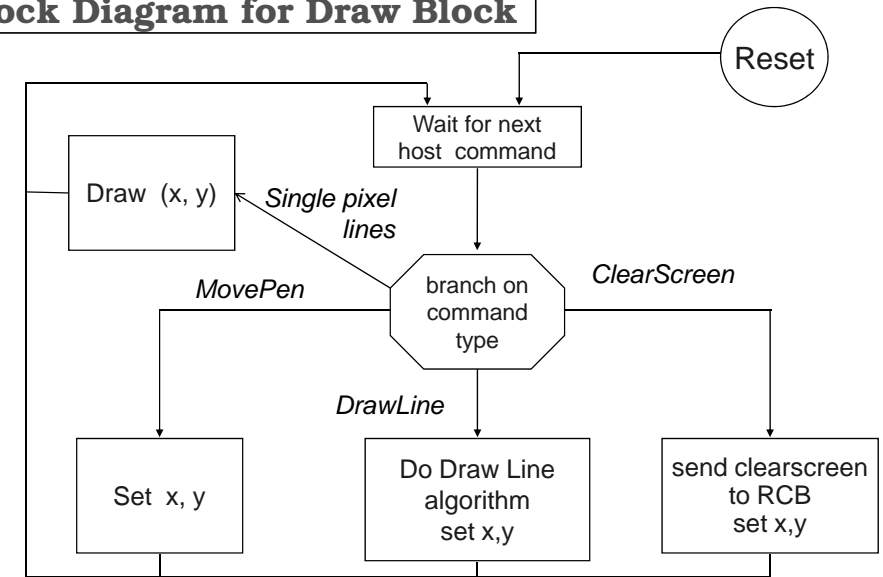 ock Diagram for Draw Block
Reset
Wait for next
host command
Draw (x, y)
Single pixel
lines
branch on
command
type
ClearScreen
MovePen
DrawLine
Set x, y
Do Draw Line
algorithm
set x,y
send clearscreen
to RCB
set x,y